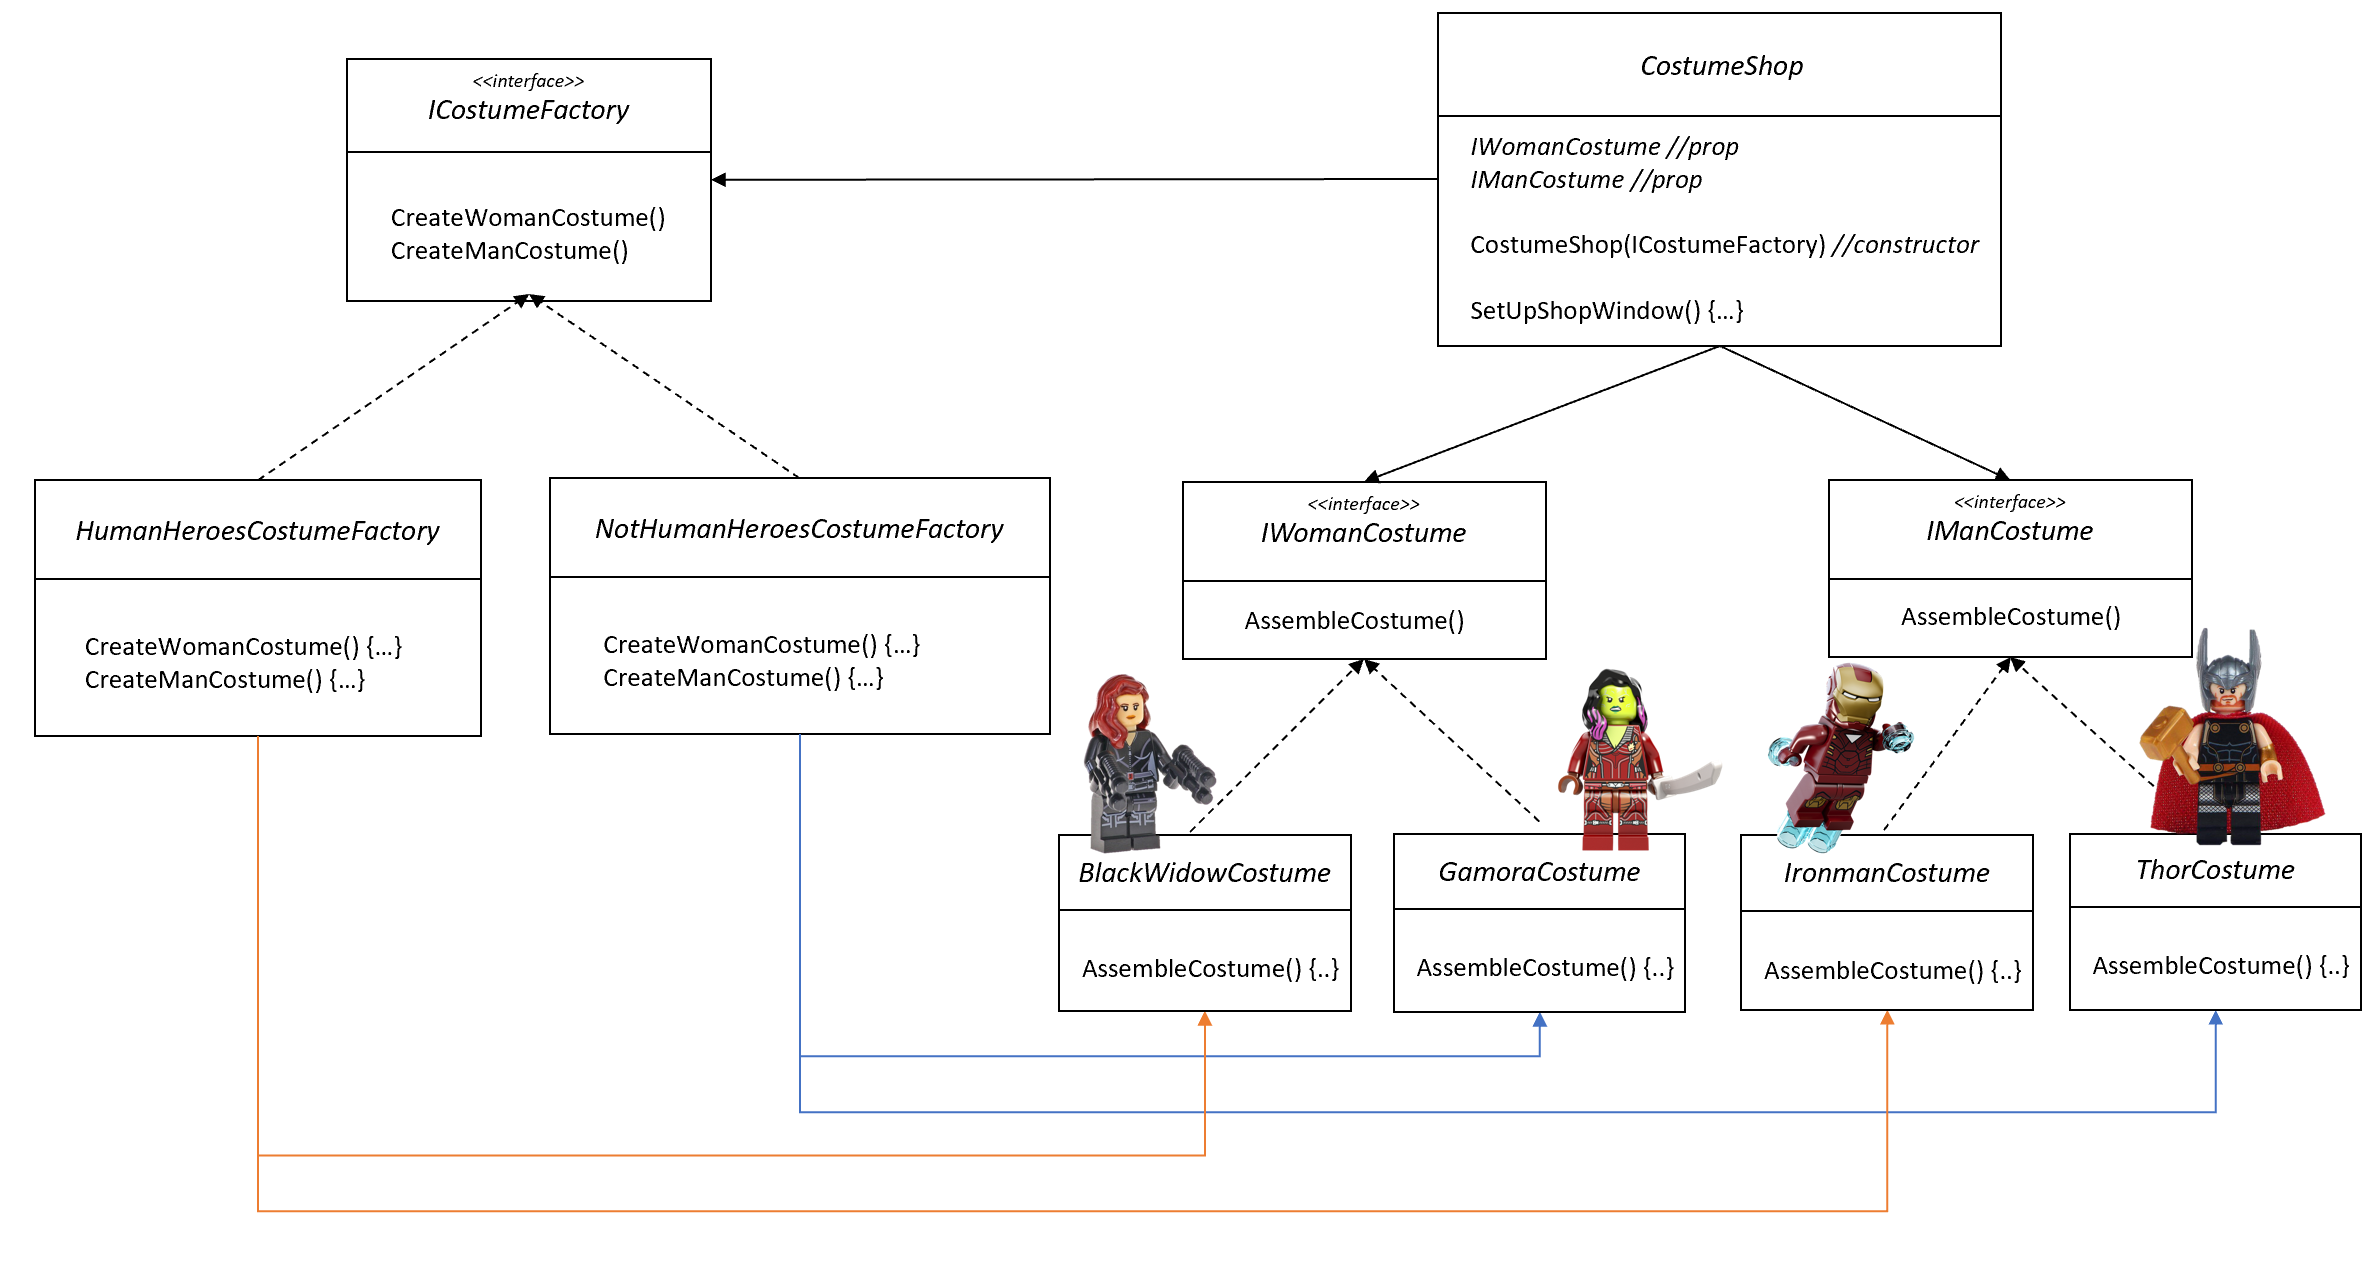 <<interface>>
ICostumeFactory
CreateWomanCostume()
CreateManCostume()
CostumeShop
IWomanCostume //prop
IManCostume //prop
CostumeShop(ICostumeFactory) //constructor
SetUpShopWindow() {...}
HumanHeroesCostumeFactory
CreateWomanCostume() {...}
CreateManCostume() {...}
NotHumanHeroesCostumeFactory
CreateWomanCostume() {...}
CreateManCostume() {...}
<<interface>>
IWomanCostume
AssembleCostume()
<<interface>>
IManCostume
AssembleCostume()
BlackWidowCostume
AssembleCostume() {..}
GamoraCostume
AssembleCostume() {..}
IronmanCostume
AssembleCostume() {..}
ThorCostume
AssembleCostume() {..}